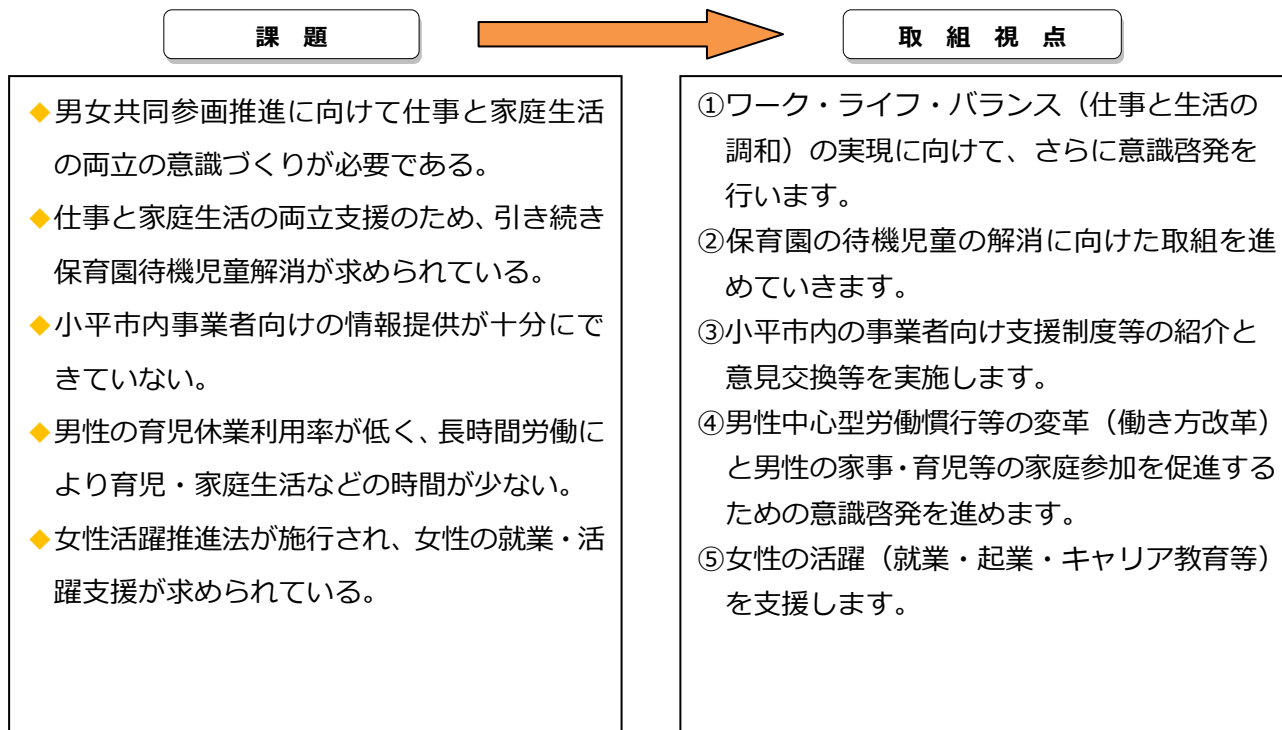 課 題
取 組 視 点
◆男女共同参画推進に向けて仕事と家庭生活
の両立の意識づくりが必要である。
◆仕事と家庭生活の両立支援のため、引き続き
保育園待機児童解消が求められている。
◆小平市内事業者向けの情報提供が十分にで
きていない。
◆男性の育児休業利用率が低く、長時間労働に
より育児・家庭生活などの時間が少ない。
◆女性活躍推進法が施行され、女性の就業・活
躍支援が求められている。
①ワーク・ライフ・バランス（仕事と生活の
調和）の実現に向けて、さらに意識啓発を
行います。
②保育園の待機児童の解消に向けた取組を進
めていきます。
③小平市内の事業者向け支援制度等の紹介と
意見交換等を実施します。
④男性中心型労働慣行等の変革（働き方改革）
と男性の家事・育児等の家庭参加を促進する
ための意識啓発を進めます。
⑤女性の活躍（就業・起業・キャリア教育等）
を支援します。